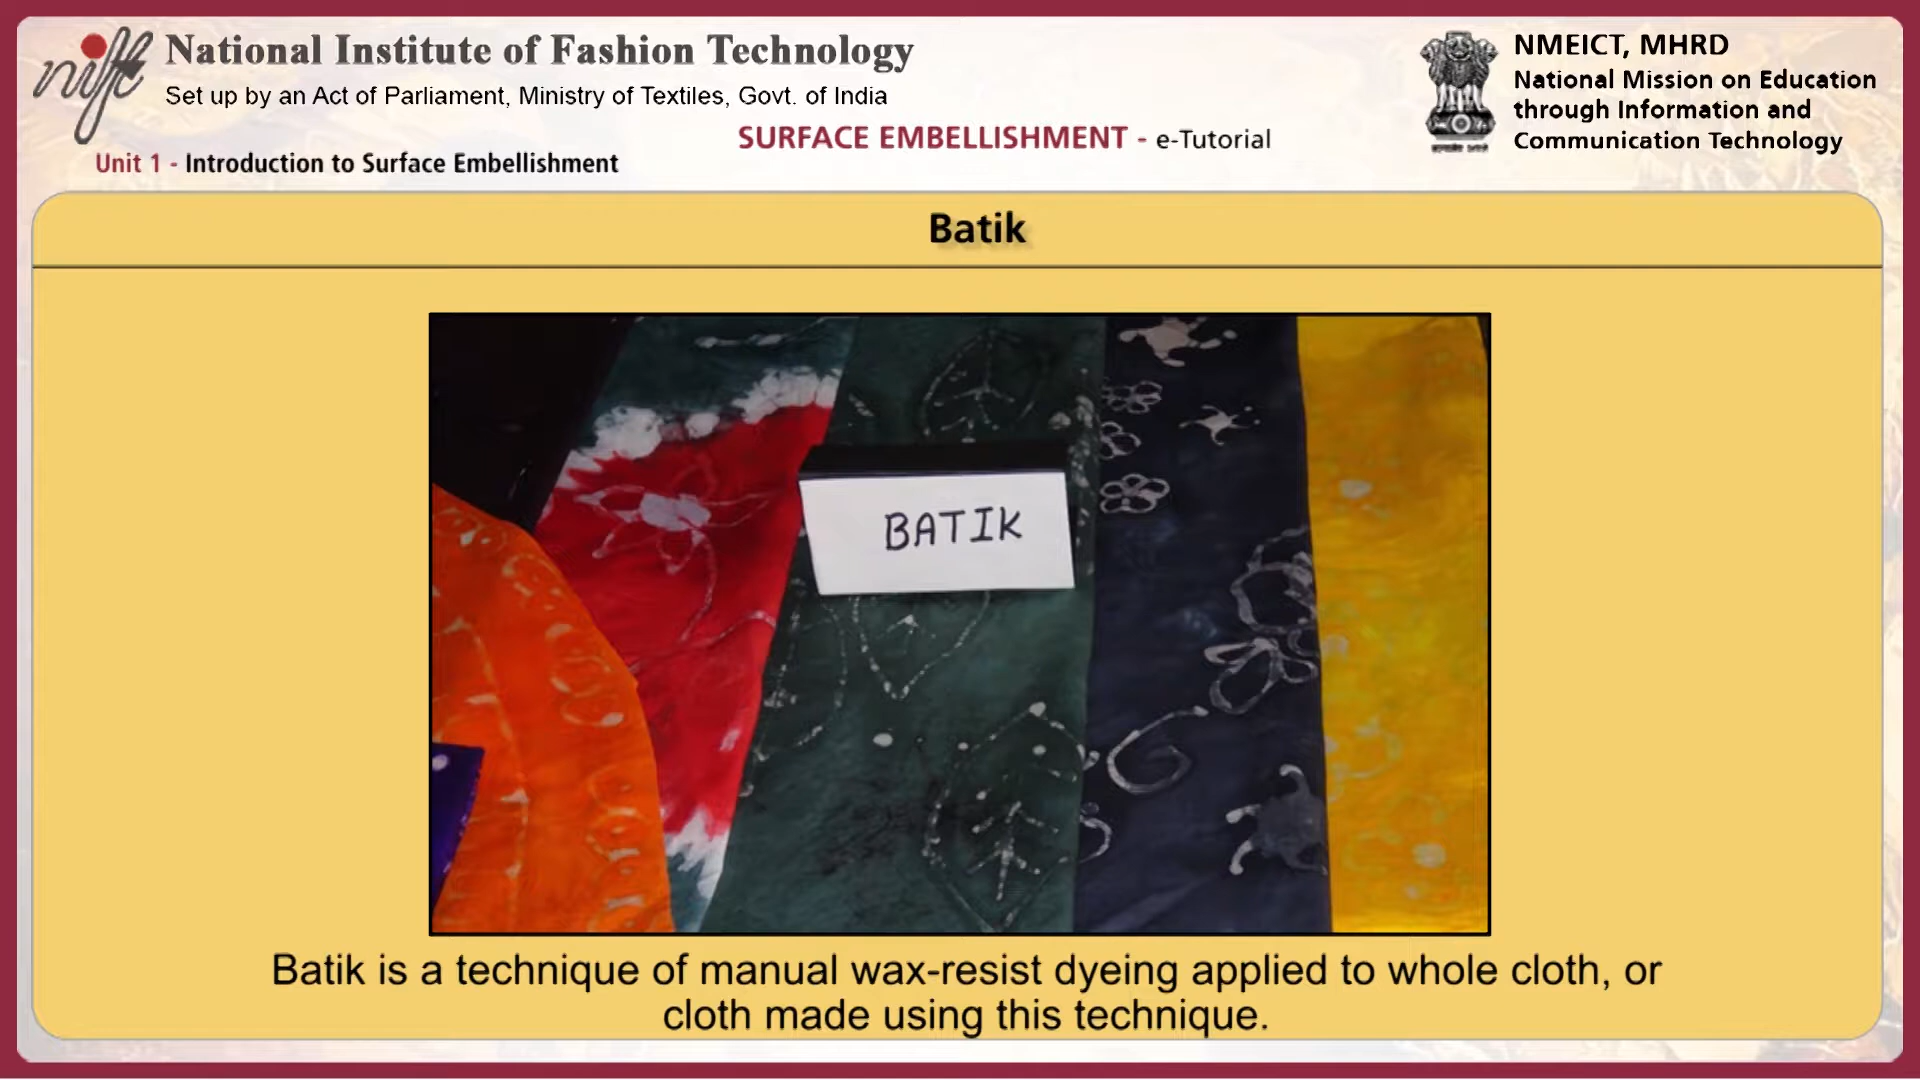 nift
National Institute of Fashion Technology
Set up by an Act of Parliament, Ministry of Textiles, Govt. of India
SURFACE EMBELLISHMENT - e-Tutorial
Unit 1 - Introduction to Surface Embellishment
NMEICT, MHRD
National Mission on Education
through Information and
Communication Technology
Batik
BATIK
Batik is a technique of manual wax-resist dyeing applied to whole cloth, or
cloth made using this technique.